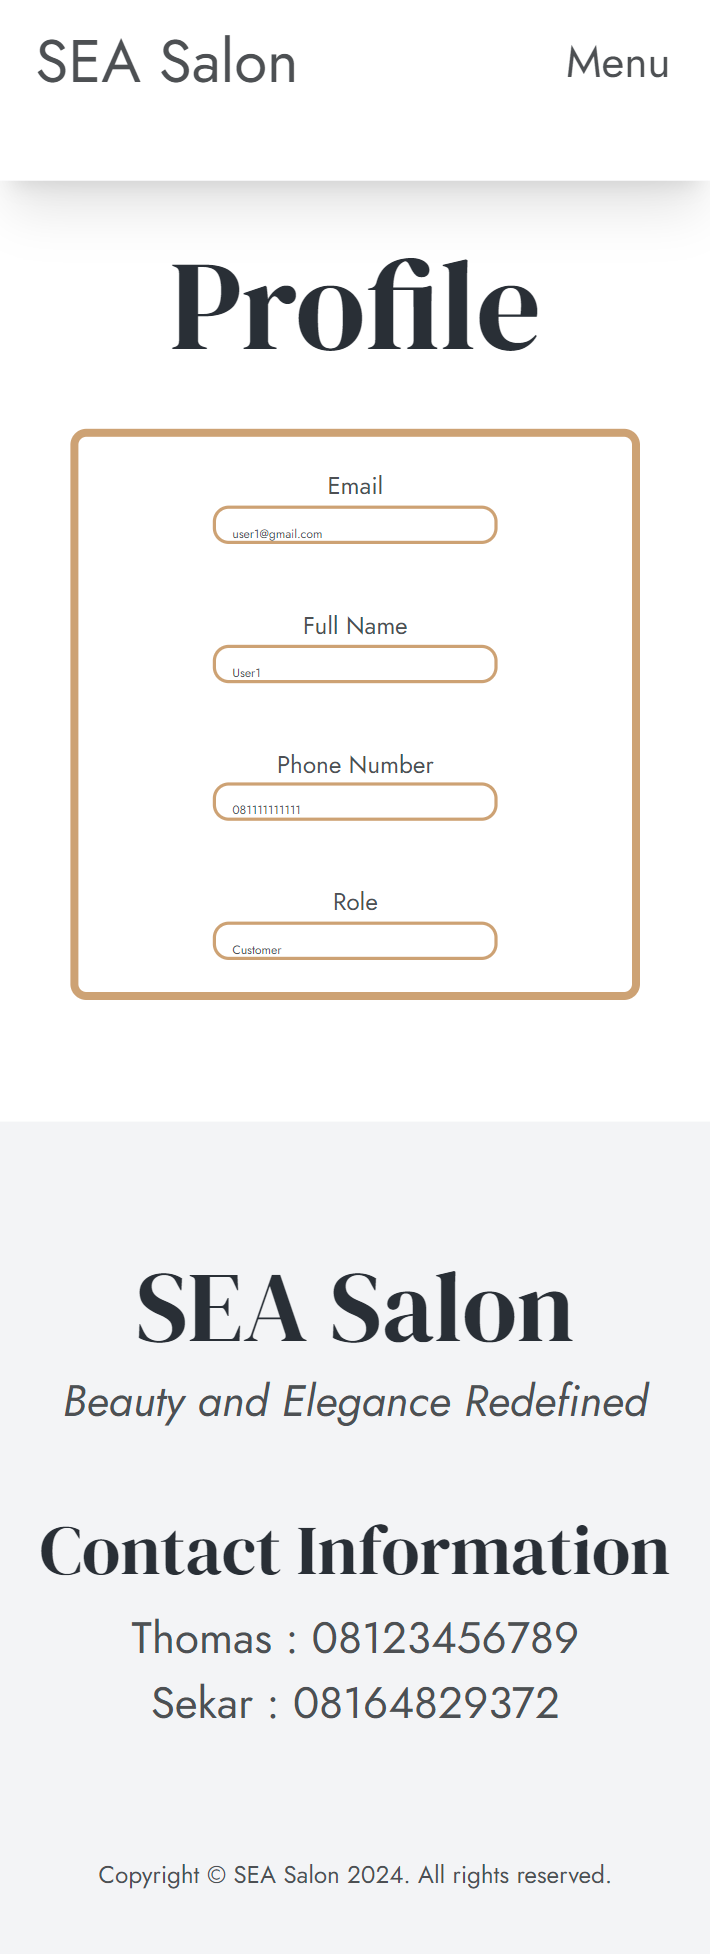 SEA Salon
Menu
Profile
Email
user1@gmail.com
Full Name
User1
Phone Number
081111111111
Role
Customer
SEA Salon
Beauty and Elegance Redefined
Contact Information
Thomas : 08123456789
Sekar : 08164829372
Copyright © SEA Salon 2024. All rights reserved.